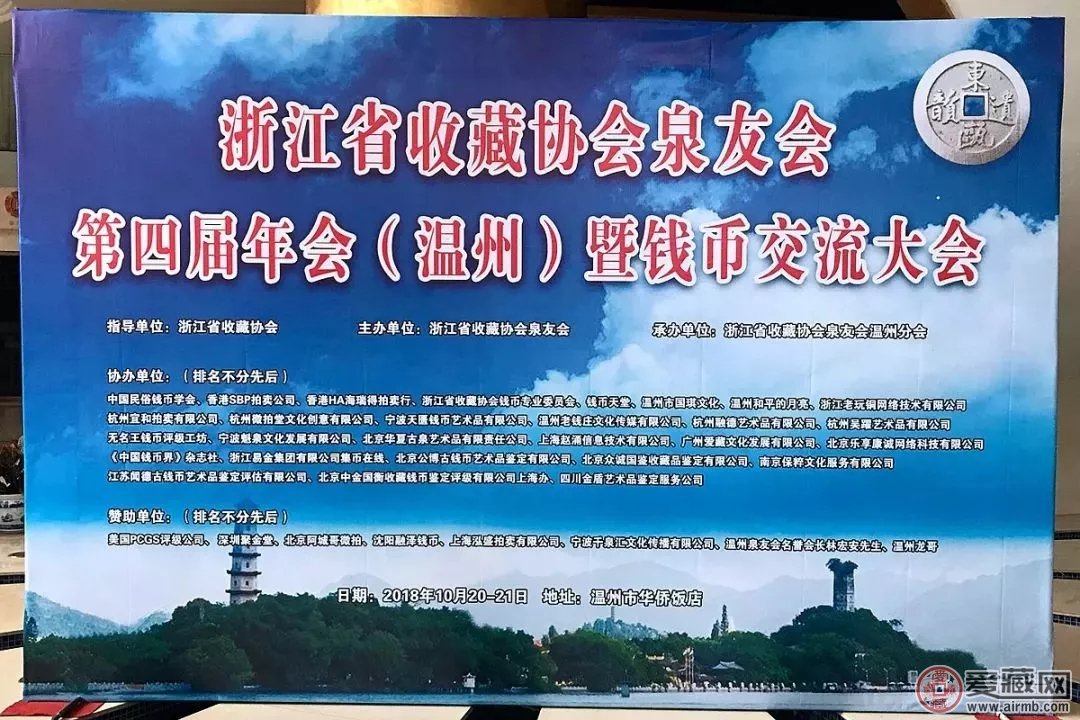 浙江省收藏协会泉友会
東
韻 遺
甌
第四届年会（温州）暨钱币交流大会
指导单位：浙江省收藏协会 主办单位：浙江省收藏协会泉友会 承办单位：浙江省收藏协会泉友会温州分会
协办单位：（排名不分先后）
中国民俗钱币学会、香港SBP拍卖公司、香港HA海瑞得拍卖行、浙江省收藏协会钱币专业委员会、钱币天堂、温州市国琪文化、温州和平的月亮、浙江老玩铜网络技术有限公司
杭州宜和拍卖有限公司、杭州微拍堂文化创意有限公司、宁波天匯钱币艺术品有限公司、温州老钱庄文化传媒有限公司、杭州融德艺术品有限公司、杭州吴耀艺术品有限公司
无名王钱币评级工坊、宁波魁泉文化发展有限公司、北京华夏古泉艺术品有限责任公司、上海赵涌信息技术有限公司、广州爱藏文化发展有限公司、北京乐享康诚网络科技有限公司
《中国钱币界》杂志社、浙江易金集团有限公司集币在线、北京公博古钱币艺术品鉴定有限公司、北京众诚国鉴收藏品鉴定有限公司、南京保粹文化服务有限公司
江苏闻德古钱币艺术品鉴定评估有限公司、北京中金国衡收藏钱币鉴定评级有限公司上海办、四川金盾艺术品鉴定服务公司
赞助单位：（排名不分先后）
美国PCGS评级公司、深圳聚金堂、北京阿城哥微拍、沈阳融泽钱币、上海泓盛拍卖有限公司、宁波千泉汇文化传播有限公司、温州泉友会名誉会长林宏安先生、温州龙哥
日期：2018年10月20-21日 地址：温州市华侨饭店
爱藏网
www.airmb.com